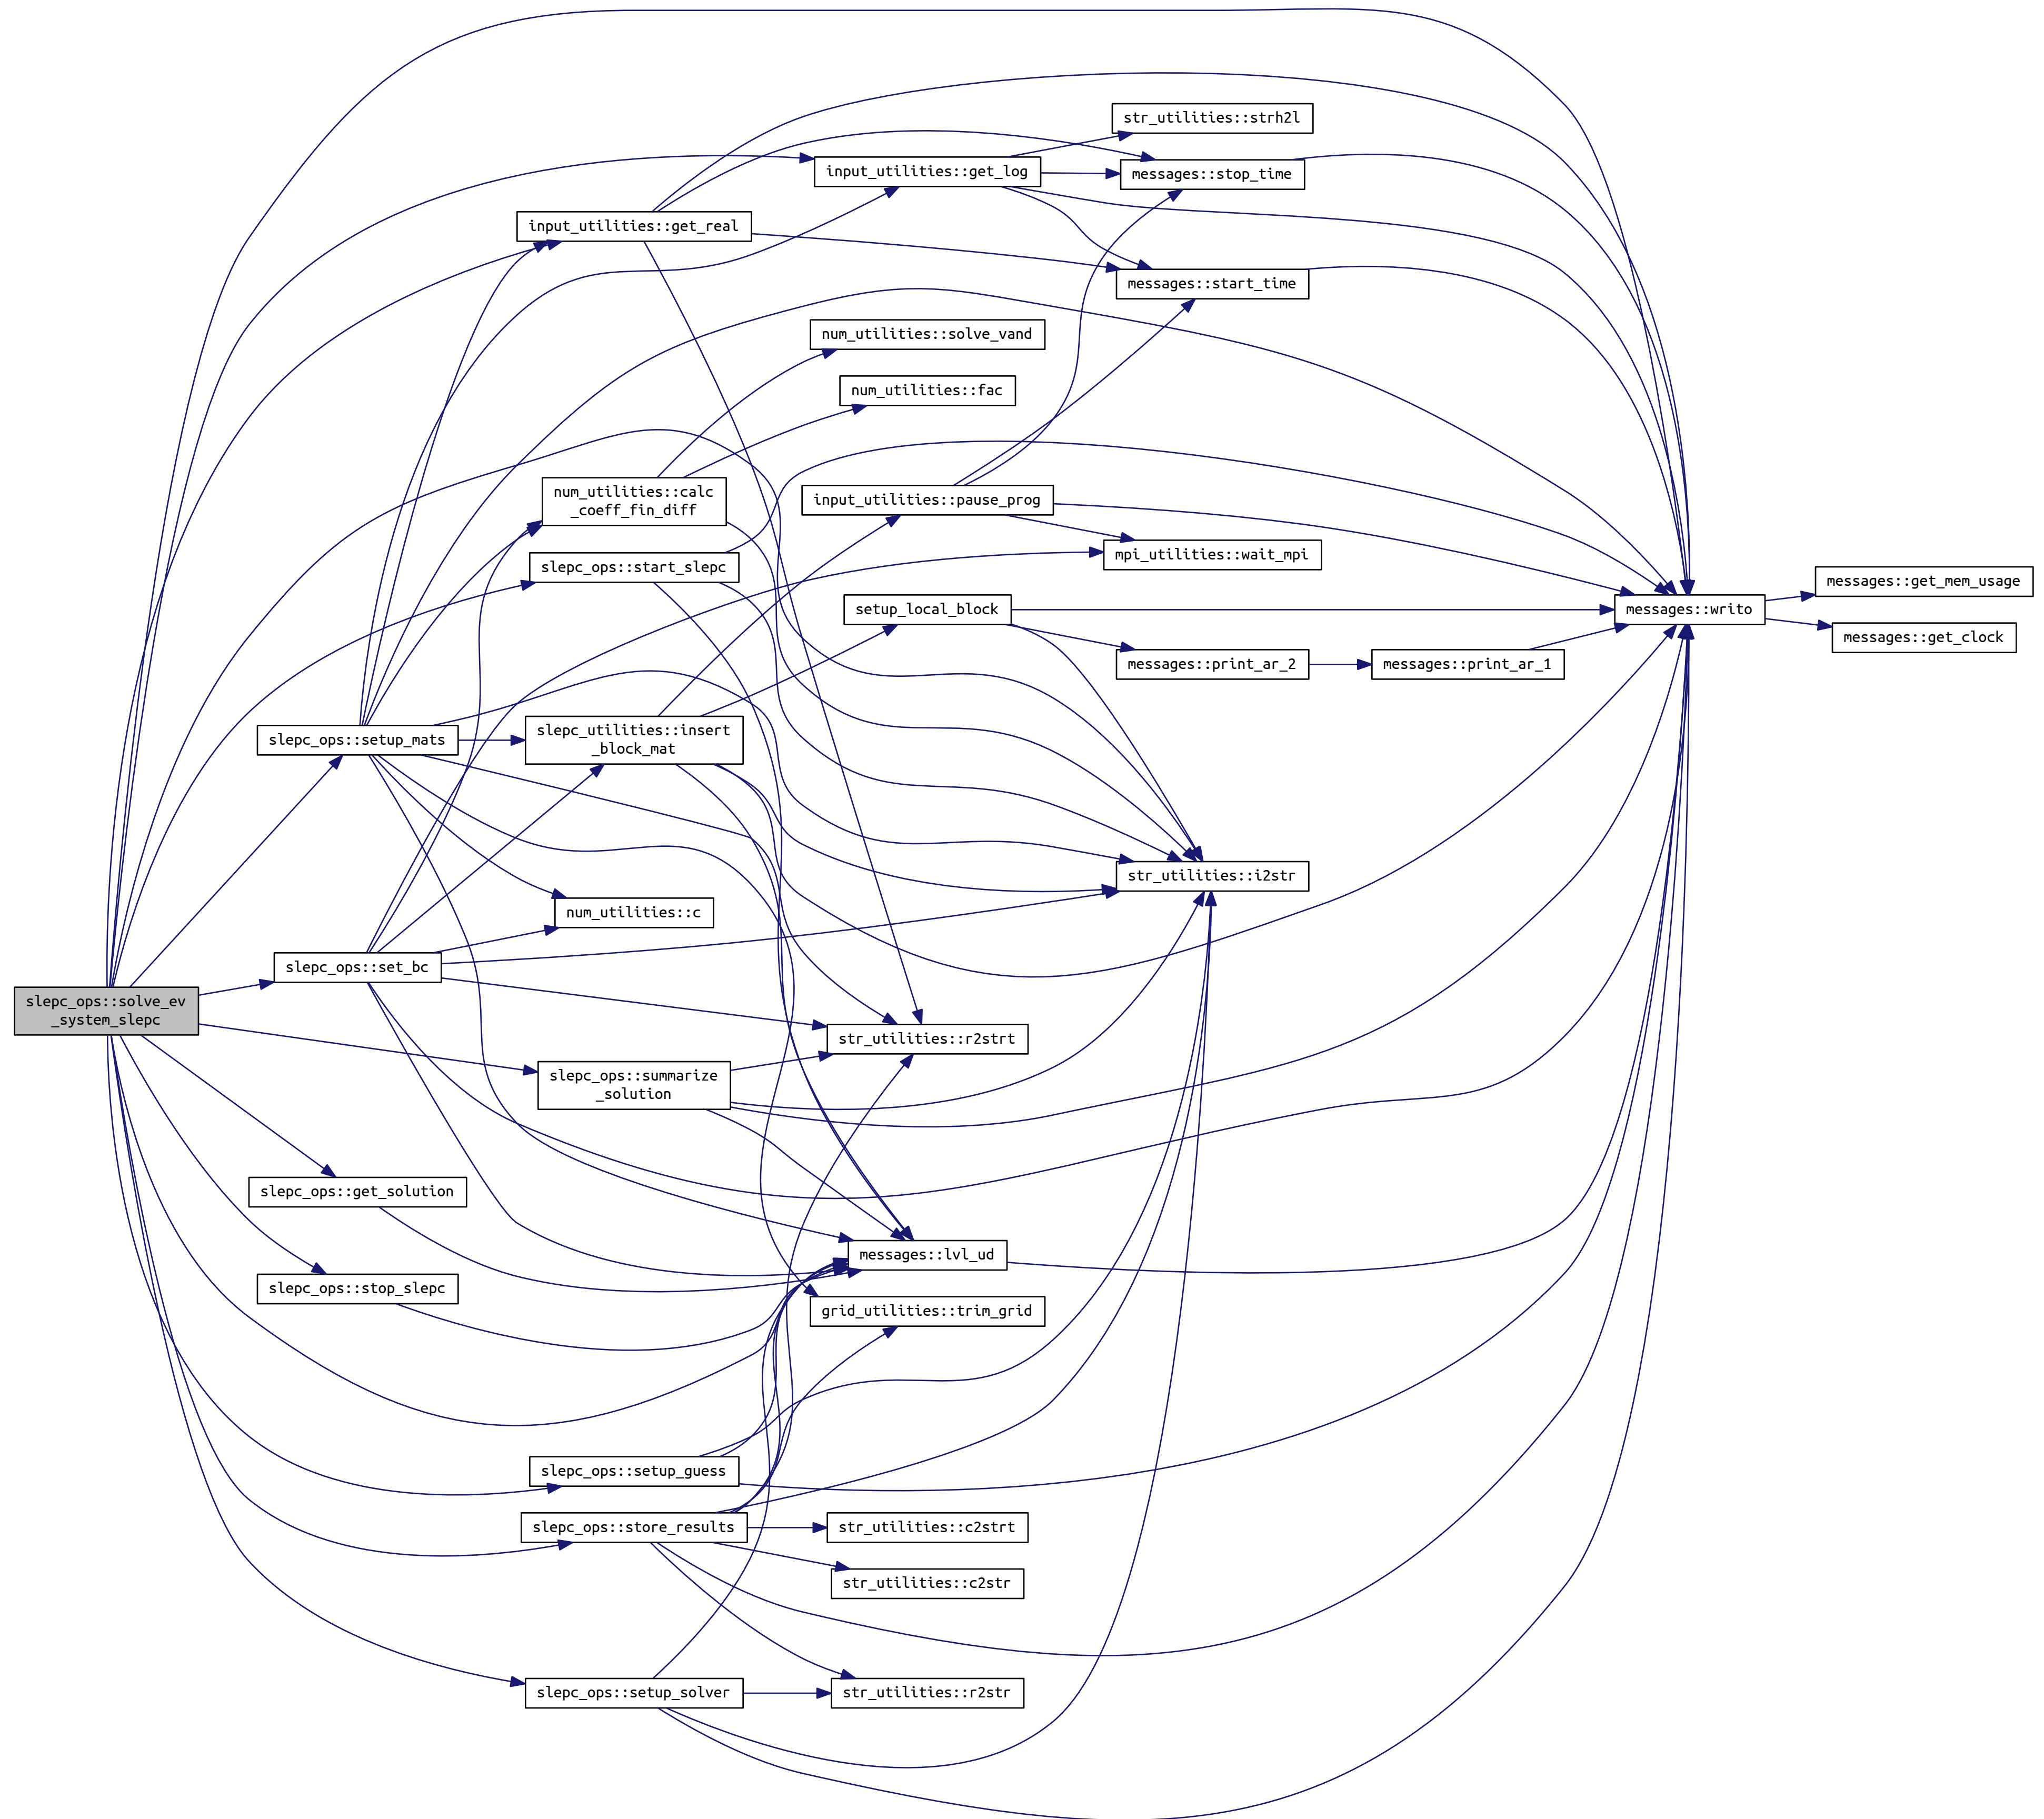 str_utilities::strh2l
input_utilities::get_log
messages::stop_time
input_utilities::get_real
messages::start_time
num_utilities::solve_vand
num_utilities::fac
num_utilities::calc
_coeff_fin_diff
input_utilities::pause_prog
mpi_utilities::wait_mpi
slepc_ops::start_slepc
messages::get_mem_usage
setup_local_block
messages::writo
messages::get_clock
messages::print_ar_2
messages::print_ar_1
slepc_ops::setup_mats
slepc_utilities::insert
_block_mat
str_utilities::i2str
num_utilities::c
slepc_ops::set_bc
slepc_ops::solve_ev
_system_slepc
str_utilities::r2strt
slepc_ops::summarize
_solution
slepc_ops::get_solution
messages::lvl_ud
slepc_ops::stop_slepc
grid_utilities::trim_grid
slepc_ops::setup_guess
slepc_ops::store_results
str_utilities::c2strt
str_utilities::c2str
slepc_ops::setup_solver
str_utilities::r2str